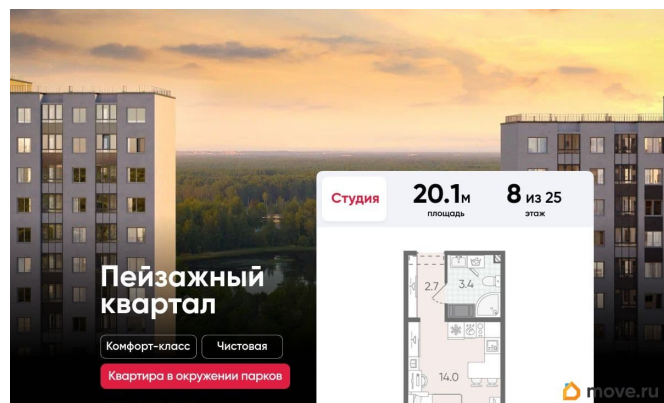 Студия
20.1м
площадь
8 из 25
этаж
2.7
3.4
Пейзажный
квартал
Комфорт-класс
Чистовая
Квартира в окружении парков
14.0
move.ru